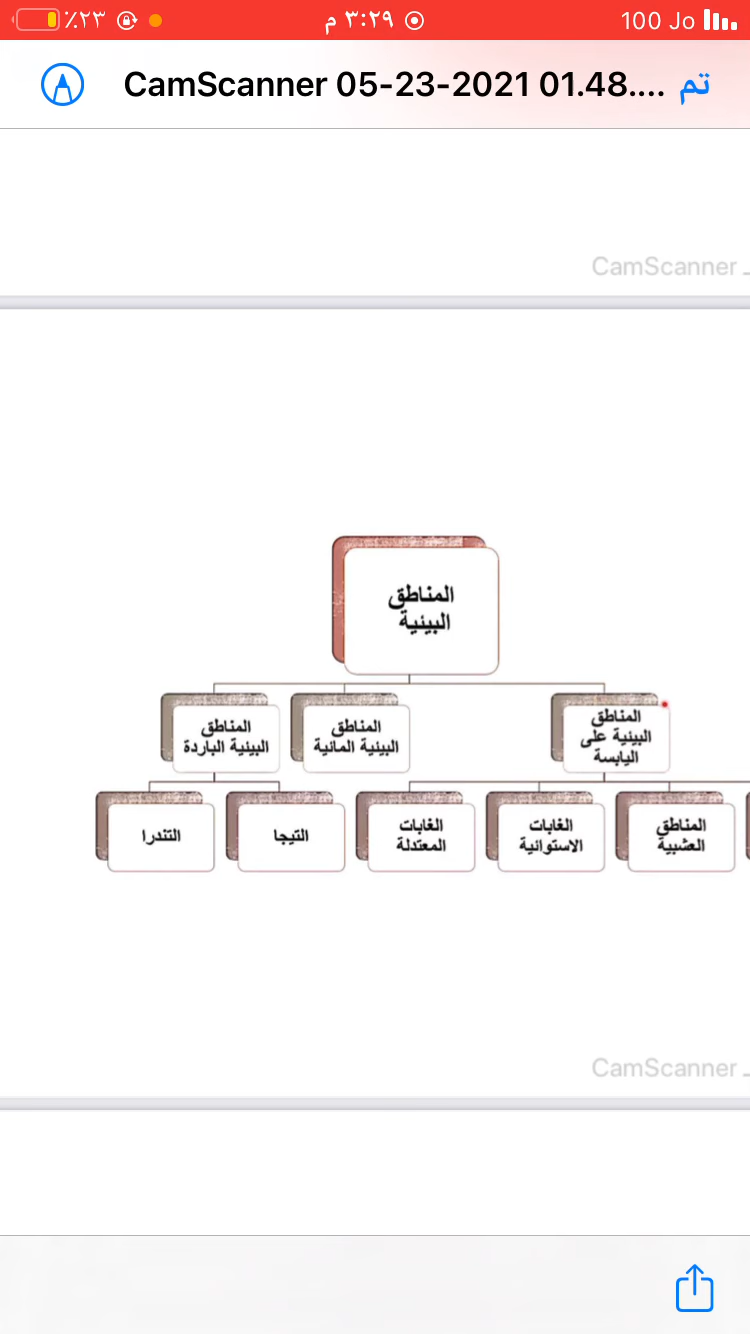 100 Jo
٣:٢٩ م
٪٢٣
CamScanner 05-23-2021 01.48....
تم
CamScanner
المناطق
البيئية
المناطق
البيئية على
اليابسة
المناطق
البيئية المائية
المناطق
البيئية الباردة
المناطق
العشبية
الغابات
الاستوائية
الغابات
المعتدلة
التيجا
التندرا
CamScanner